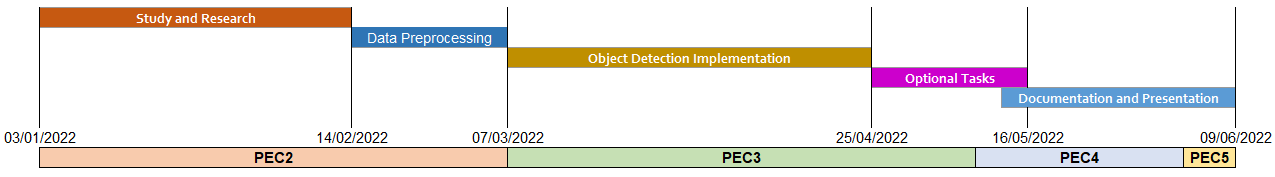 Study and Research
Data Preprocessing
Object Detection Implementation
Optional Tasks
Documentation and Presentation
03/01/2022 14/02/2022 07/03/2022 25/04/2022 16/05/2022 09/06/2022
PEC2 PEC3 PEC4 PEC5